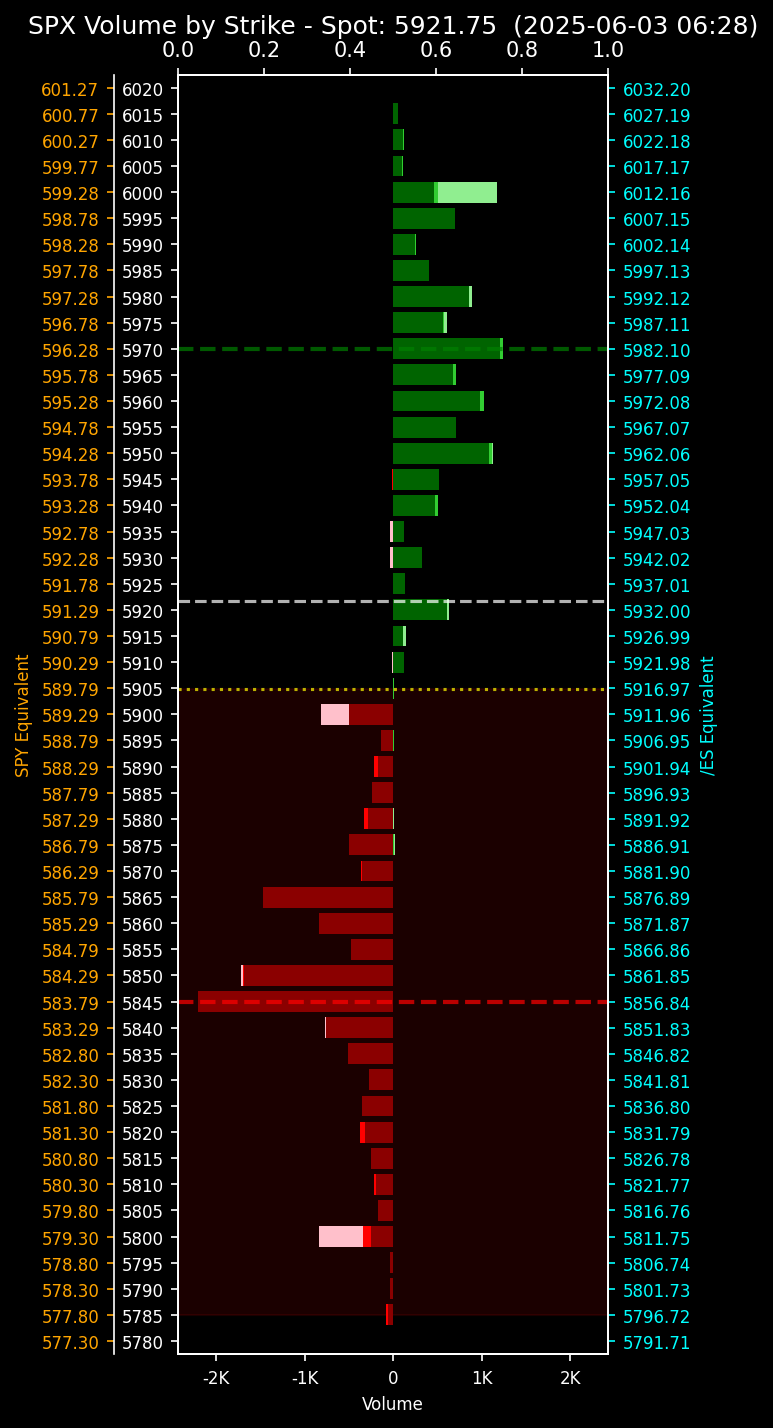 SPX Volume by Strike - Spot: 5921.75 (2025-06-03 06:28)
0.0 0.2 0.4 0.6 0.8 1.0
601.27 6020 6032.20
600.77 6015 6027.19
600.27 6010 6022.18
599.77 6005 6017.17
599.28 6000 6012.16
598.78 5995 6007.15
598.28 5990 6002.14
597.78 5985 5997.13
597.28 5980 5992.12
596.78 5975 5987.11
596.28 5970 5982.10
595.78 5965 5977.09
595.28 5960 5972.08
594.78 5955 5967.07
594.28 5950 5962.06
593.78 5945 5957.05
593.28 5940 5952.04
592.78 5935 5947.03
592.28 5930 5942.02
591.78 5925 5937.01
591.29 5920 5932.00
590.79 5915 5926.99
590.29 5910 5921.98
589.79 5905 5916.97
589.29 5900 5911.96
588.79 5895 5906.95
588.29 5890 5901.94
587.79 5885 5896.93
587.29 5880 5891.92
586.79 5875 5886.91
586.29 5870 5881.90
585.79 5865 5876.89
585.29 5860 5871.87
584.79 5855 5866.86
584.29 5850 5861.85
583.79 5845 5856.84
583.29 5840 5851.83
582.80 5835 5846.82
582.30 5830 5841.81
581.80 5825 5836.80
581.30 5820 5831.79
580.80 5815 5826.78
580.30 5810 5821.77
579.80 5805 5816.76
579.30 5800 5811.75
578.80 5795 5806.74
578.30 5790 5801.73
577.80 5785 5796.72
577.30 5780 5791.71
SPY Equivalent
/ES Equivalent
-2K -1K 0 1K 2K
Volume